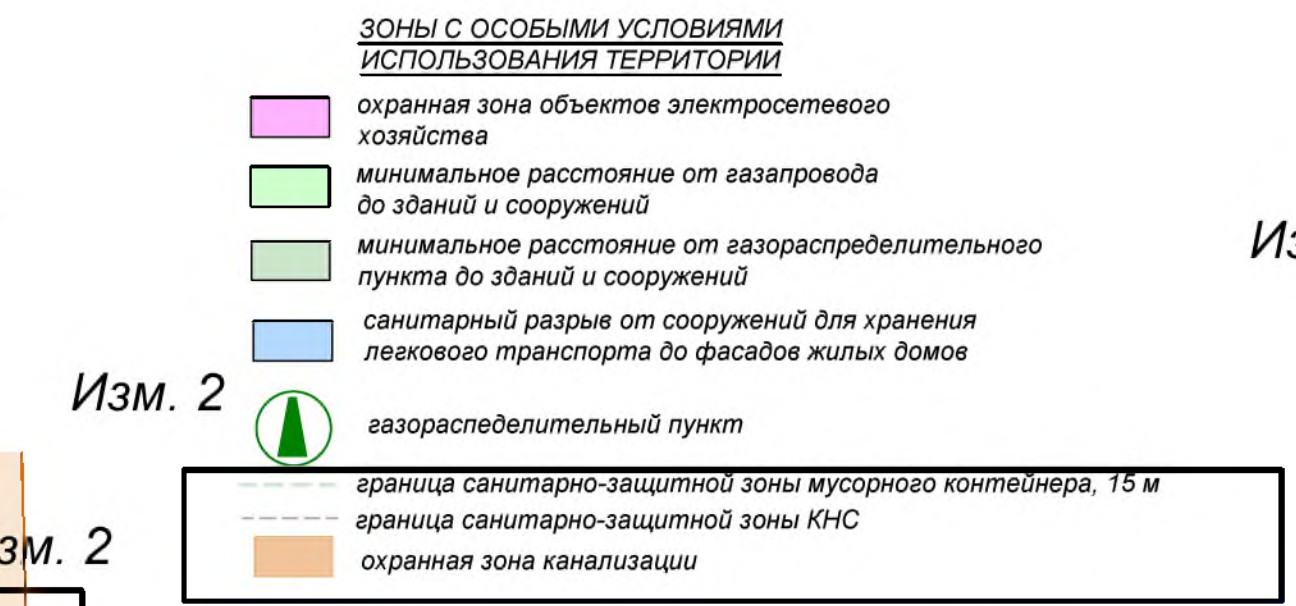 ЗОНЫ С ОСОБЫМИ УСЛОВИЯМИ
ИСПОЛЬЗОВАНИЯ ТЕРРИТОРИИ
охранная зона объектов электросетевого
хозяйства
минимальное расстояние от газапровода
до зданий и сооружений
минимальное расстояние от газораспределительного
пункта до зданий и сооружений
Из
санитарный разрыв от сооружений для хранения
легкового транспорта до фасадов жилых домов
Изм. 2
газораспеделительный пункт
граница санитарно-защитной зоны мусорного контейнера, 15 м
граница санитарно-защитной зоны КНС
зм. 2
охранная зона канализации